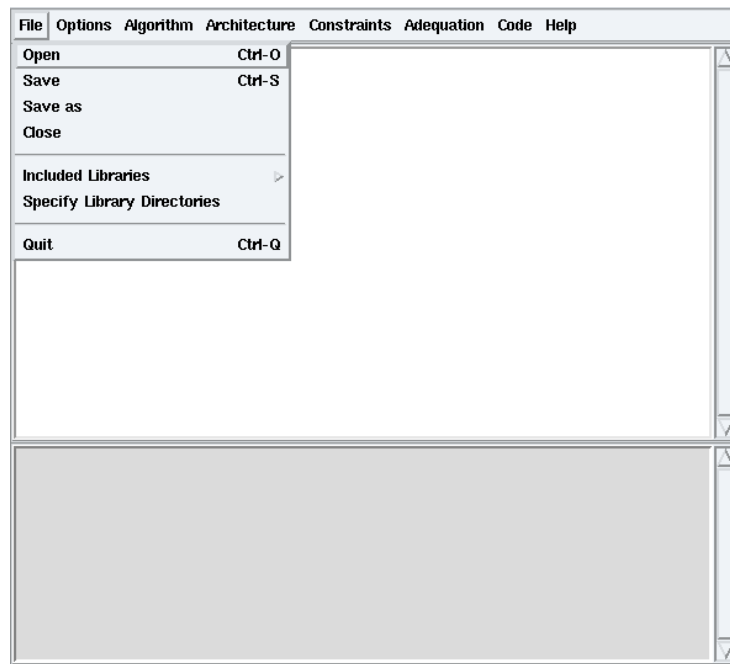 File Options Algorithm Architecture Constraints Adequation Code Help
Open Ctrl-O
Save Ctrl-S
Save as
Close
Included Libraries
Specify Library Directories
Quit Ctrl-Q